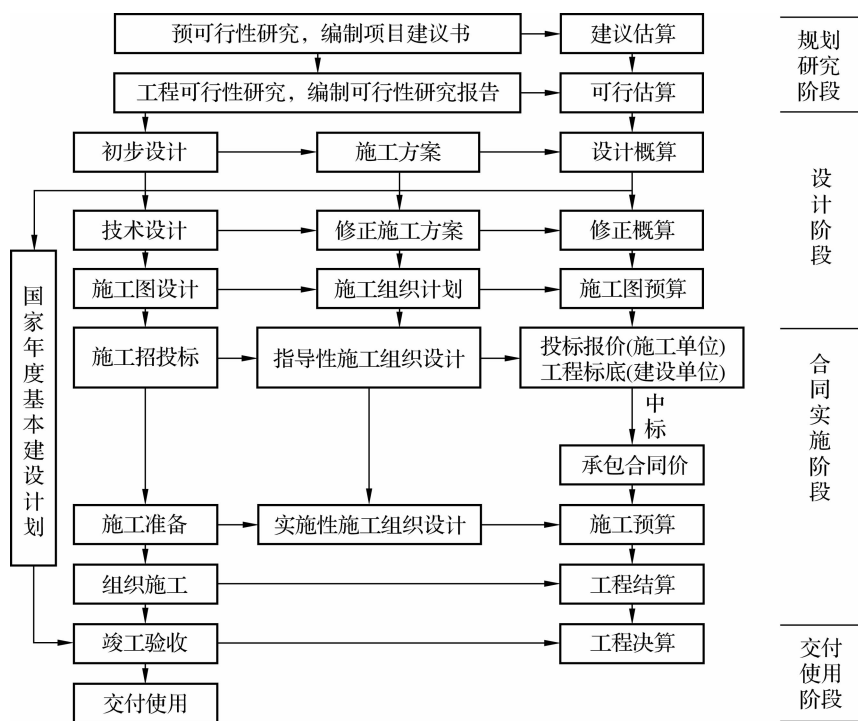 预可行性研究，编制项目建议书
建议估算
规划
研究
阶段
工程可行性研究，编制可行性研究报告
可行估算
初步设计
施工方案
设计概算
设计阶段
技术设计
修正施工方案
修正概算
国家年度基本建设计划
施工图设计
施工组织计划
施工图预算
施工招投标
指导性施工组织设计
投标报价(施工单位)
工程标底(建设单位)
合同实施阶段
中标
承包合同价
施工准备
实施性施工组织设计
施工预算
组织施工
工程结算
竣工验收
工程决算
交付
使用
阶段
交付使用